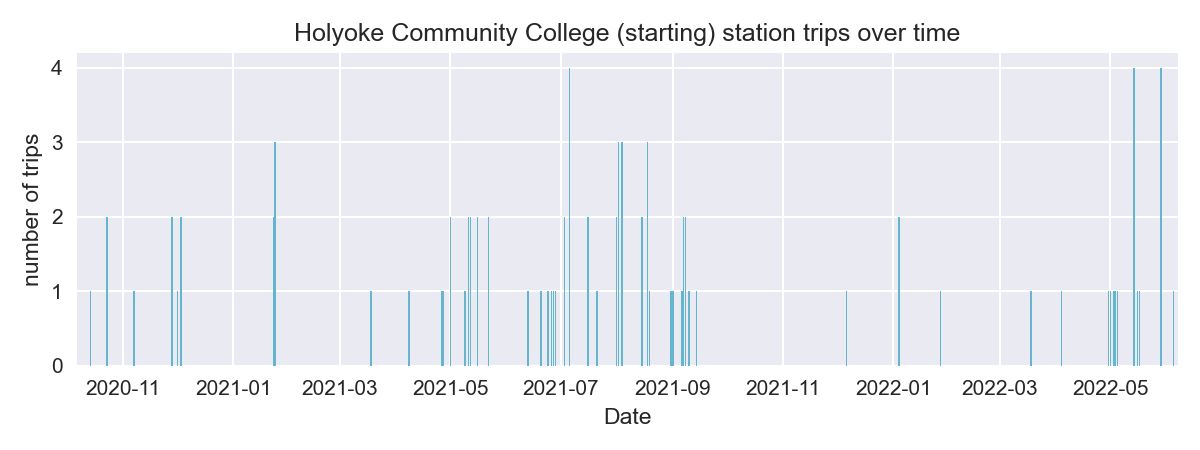 Holyoke Community College (starting) station trips over time
number of trips
4
3
2
1
0
2020-11 2021-01 2021-03 2021-05 2021-07 2021-09 2021-11 2022-01 2022-03 2022-05
Date